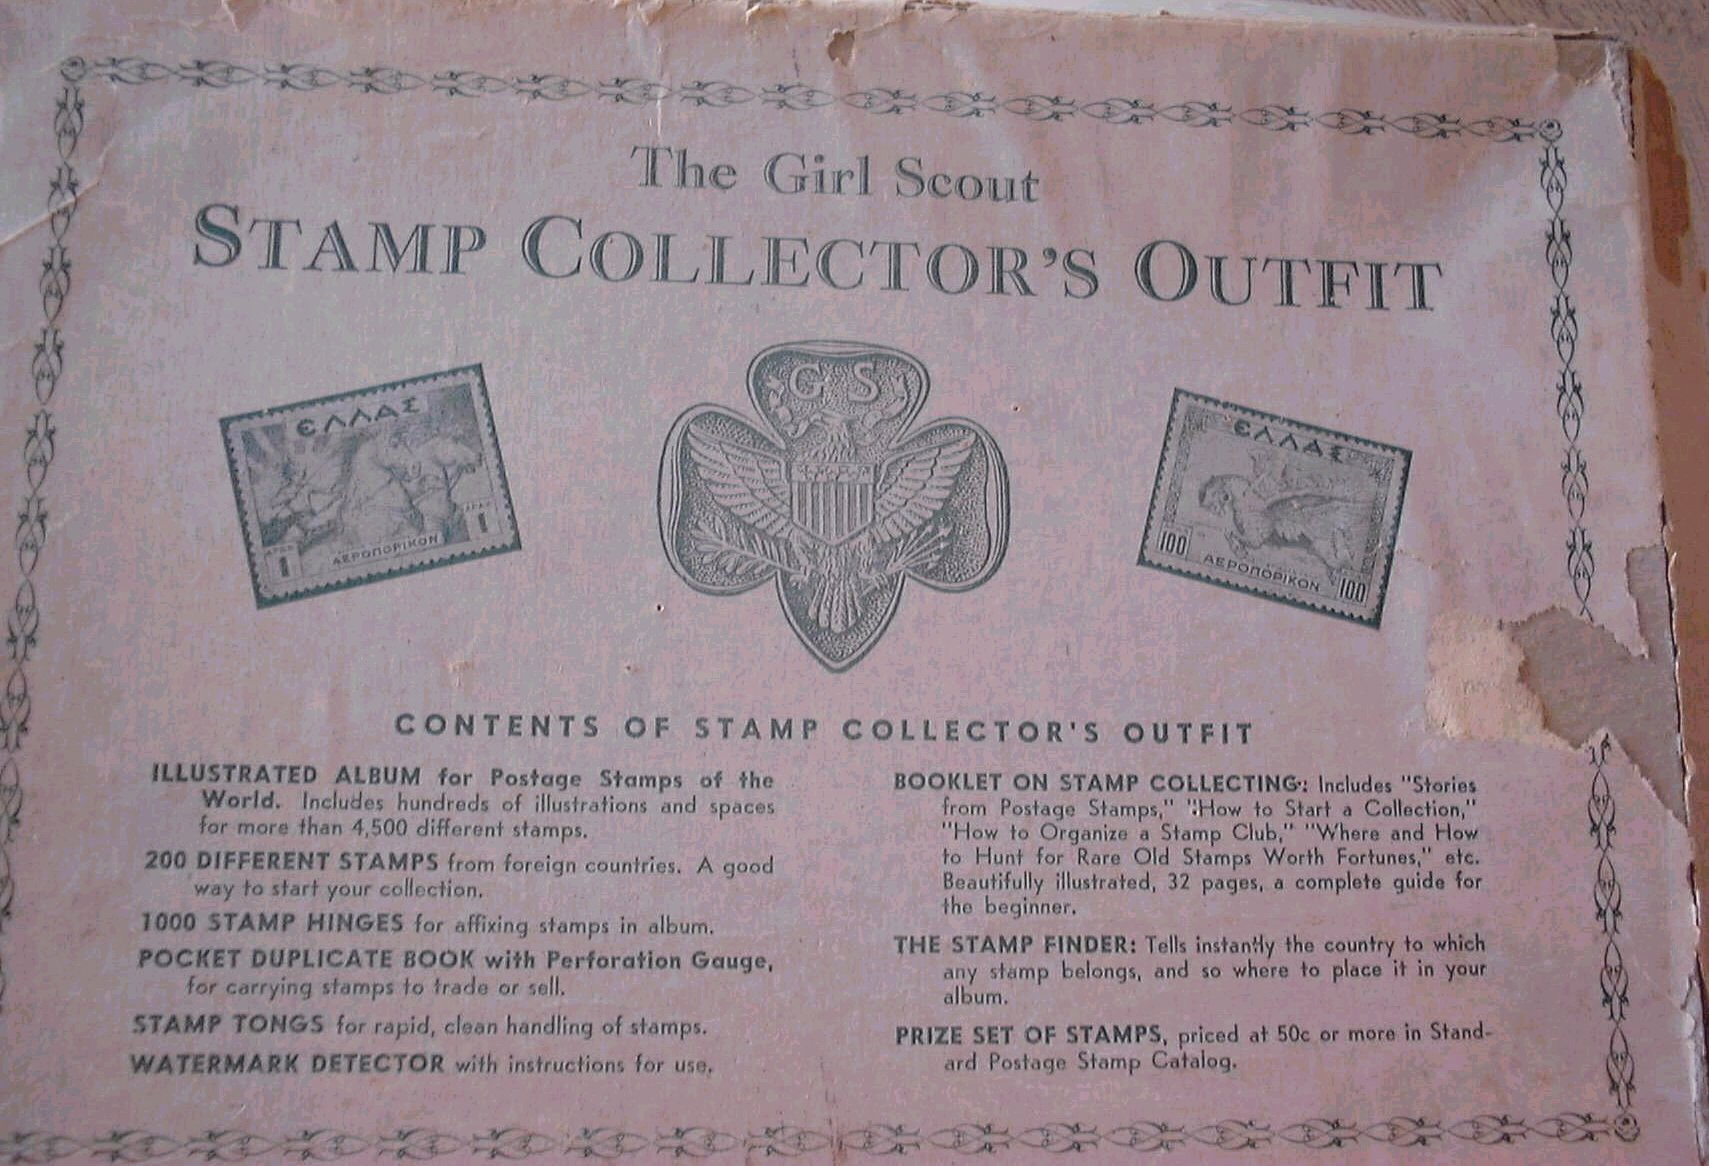 The Girl Scout
STAMP COLLECTOR'S OUTFIT
G S
ΕΛΛΑΣ
ΔΡΑΧ 1
ΔΡΑΧ 1
ΑΕΡΟΠΟΡΙΚΟΝ
ΕΛΛΑΣ
100
ΑΕΡΟΠΟΡΙΚΟΝ
100
CONTENTS OF STAMP COLLECTOR'S OUTFIT
ILLUSTRATED ALBUM for Postage Stamps of the
World. Includes hundreds of illustrations and spaces
for more than 4,500 different stamps.
200 DIFFERENT STAMPS from foreign countries. A good
way to start your collection.
1000 STAMP HINGES for affixing stamps in album.
POCKET DUPLICATE BOOK with Perforation Gauge,
for carrying stamps to trade or sell.
STAMP TONGS for rapid, clean handling of stamps.
WATERMARK DETECTOR with instructions for use.
BOOKLET ON STAMP COLLECTING: Includes "Stories
from Postage Stamps," "How to Start a Collection,"
"How to Organize a Stamp Club," "Where and How
to Hunt for Rare Old Stamps Worth Fortunes," etc.
Beautifully illustrated, 32 pages, a complete guide for
the beginner.
THE STAMP FINDER: Tells instantly the country to which
any stamp belongs, and so where to place it in your
album.
PRIZE SET OF STAMPS, priced at 50c or more in Stand-
ard Postage Stamp Catalog.